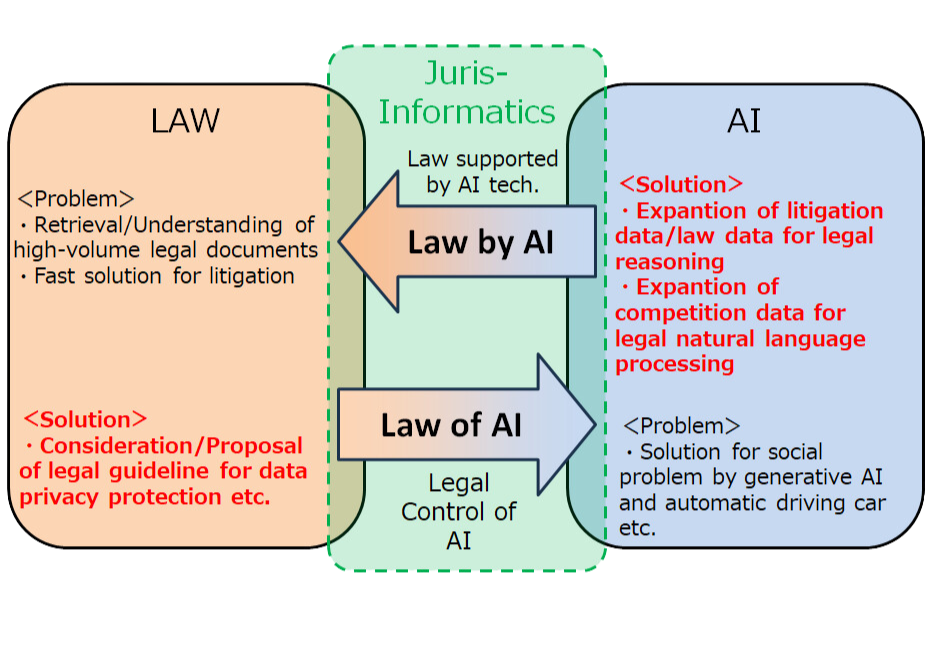 Juris-
Informatics
LAW
AI
Law supported
by AI tech.
＜Problem＞
・Retrieval/Understanding of
high-volume legal documents
・Fast solution for litigation
Law by AI
＜Solution＞
・Expantion of litigation
data/law data for legal
reasoning
・Expantion of
competition data for
legal natural language
processing
＜Solution＞
・Consideration/Proposal
of legal guideline for data
privacy protection etc.
Law of AI
Legal
Control of
AI
＜Problem＞
・Solution for social
problem by generative AI
and automatic driving car
etc.